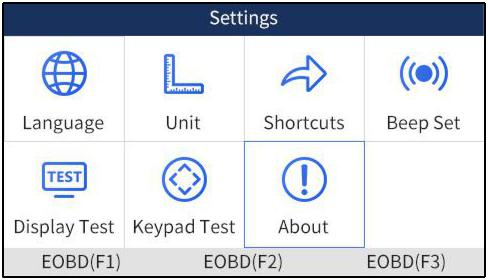 Settings
Language Unit Shortcuts Beep Set
TEST
Display Test Keypad Test About
EOBD(F1) EOBD(F2) EOBD(F3)